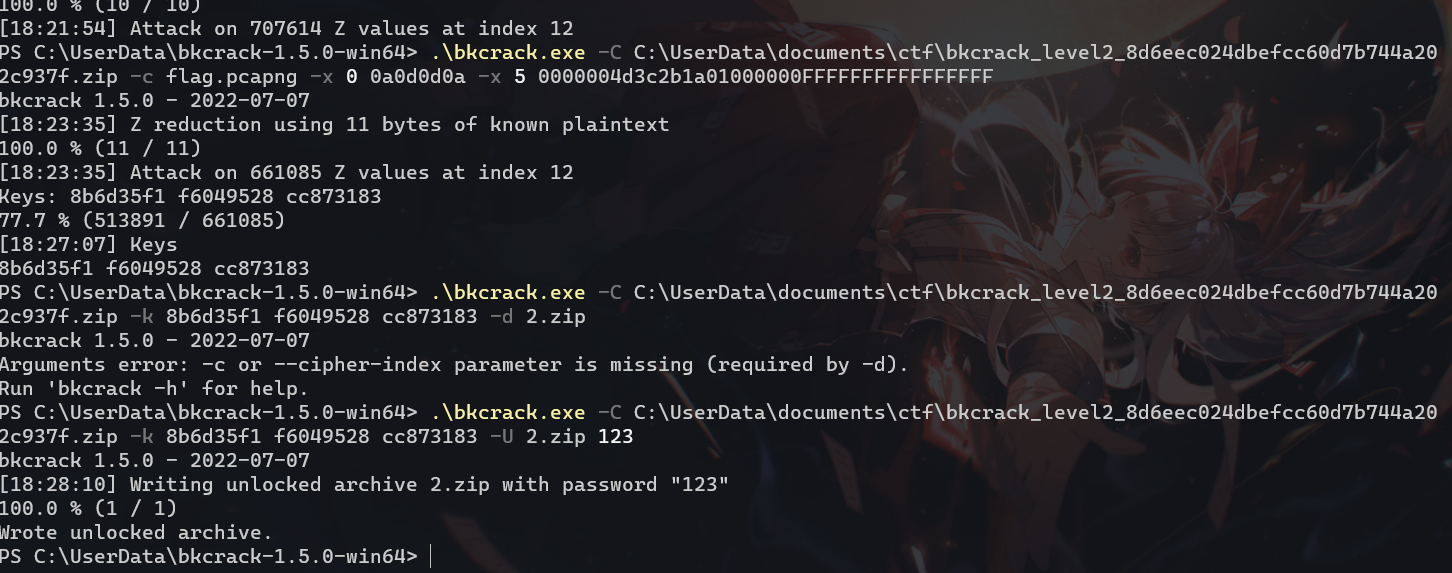 100.0 % (10 / 10)
[18:21:54] Attack on 707614 Z values at index 12
PS C:\UserData\bkcrack-1.5.0-win64> .\bkcrack.exe -C C:\UserData\documents\ctf\bkcrack_level2_8d6eec024dbefcc60d7b744a20
2c937f.zip -c flag.pcapng -x 0 0a0d0d0a -x 5 0000004d3c2b1a01000000FFFFFFFFFFFFFFFF
bkcrack 1.5.0 - 2022-07-07
[18:23:35] Z reduction using 11 bytes of known plaintext
100.0 % (11 / 11)
[18:23:35] Attack on 661085 Z values at index 12
Keys: 8b6d35f1 f6049528 cc873183
77.7 % (513891 / 661085)
[18:27:07] Keys
8b6d35f1 f6049528 cc873183
PS C:\UserData\bkcrack-1.5.0-win64> .\bkcrack.exe -C C:\UserData\documents\ctf\bkcrack_level2_8d6eec024dbefcc60d7b744a20
2c937f.zip -k 8b6d35f1 f6049528 cc873183 -d 2.zip
bkcrack 1.5.0 - 2022-07-07
Arguments error: -c or --cipher-index parameter is missing (required by -d).
Run 'bkcrack -h' for help.
PS C:\UserData\bkcrack-1.5.0-win64> .\bkcrack.exe -C C:\UserData\documents\ctf\bkcrack_level2_8d6eec024dbefcc60d7b744a20
2c937f.zip -k 8b6d35f1 f6049528 cc873183 -U 2.zip 123
bkcrack 1.5.0 - 2022-07-07
[18:28:10] Writing unlocked archive 2.zip with password "123"
100.0 % (1 / 1)
Wrote unlocked archive.
PS C:\UserData\bkcrack-1.5.0-win64>